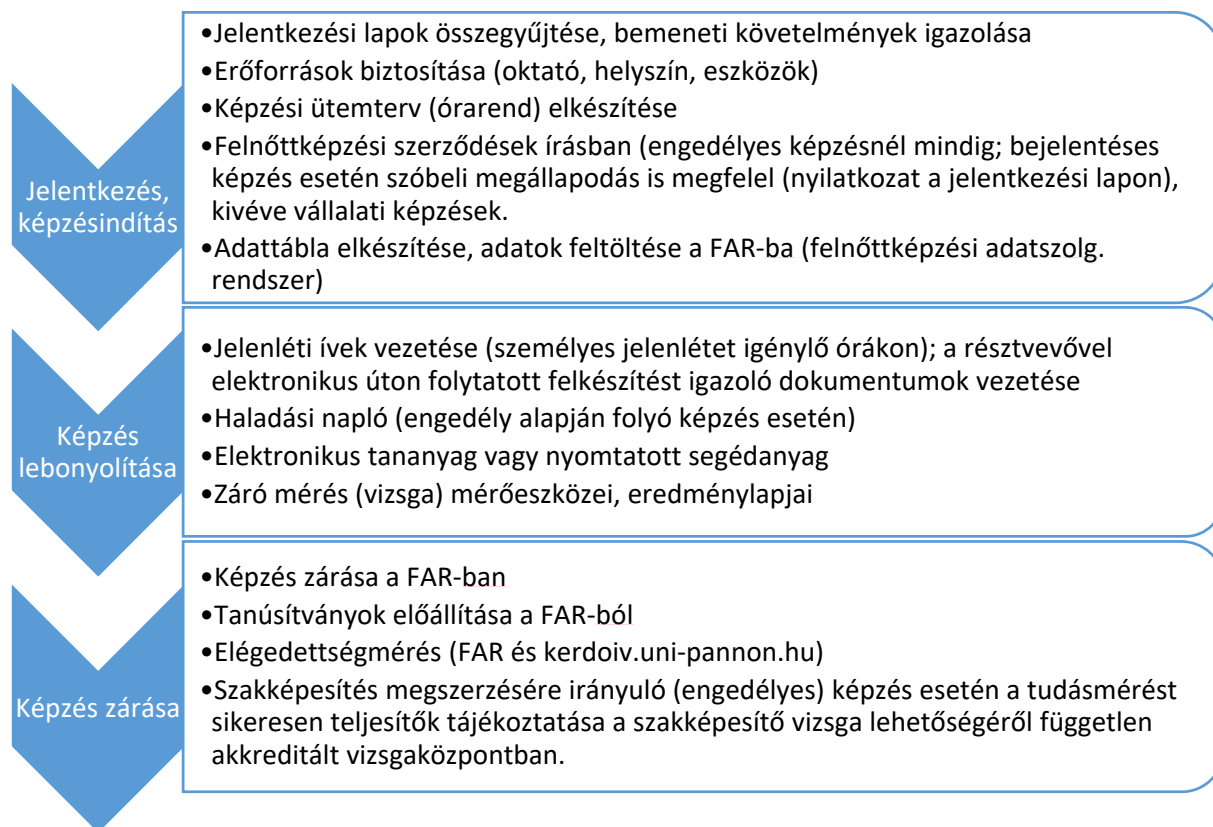 Jelentkezés,
képzésindítás
•Jelentkezési lapok összegyűjtése, bemeneti követelmények igazolása
•Erőforrások biztosítása (oktató, helyszín, eszközök)
•Képzési ütemterv (órarend) elkészítése
•Felnőttképzési szerződések írásban (engedélyes képzésnél mindig; bejelentéses
képzés esetén szóbeli megállapodás is megfelel (nyilatkozat a jelentkezési lapon),
kivéve vállalati képzések.
•Adattábla elkészítése, adatok feltöltése a FAR-ba (felnőttképzési adatszolg.
rendszer)
Képzés
lebonyolítása
•Jelenléti ívek vezetése (személyes jelenlétet igénylő órákon); a résztvevővel
elektronikus úton folytatott felkészítést igazoló dokumentumok vezetése
•Haladási napló (engedély alapján folyó képzés esetén)
•Elektronikus tananyag vagy nyomtatott segédanyag
•Záró mérés (vizsga) mérőeszközei, eredménylapjai
Képzés zárása
•Képzés zárása a FAR-ban
•Tanúsítványok előállítása a FAR-ból
•Elégedettségmérés (FAR és kerdoiv.uni-pannon.hu)
•Szakképesítés megszerzésére irányuló (engedélyes) képzés esetén a tudásmérést
sikeresen teljesítők tájékoztatása a szakképesítő vizsga lehetőségéről független
akkreditált vizsgaközpontban.